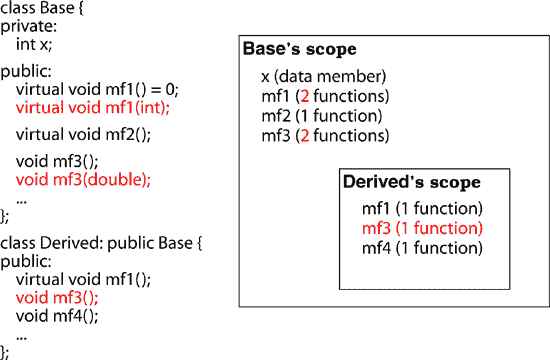 class Base {
private:
int x;
public:
virtual void mf1() = 0;
virtual void mf1(int);
virtual void mf2();
void mf3();
void mf3(double);
...
};
class Derived: public Base {
public:
virtual void mf1();
void mf3();
void mf4();
...
};
Base's scope
x (data member)
mf1 (2 functions)
mf2 (1 function)
mf3 (2 functions)
Derived's scope
mf1 (1 function)
mf3 (1 function)
mf4 (1 function)